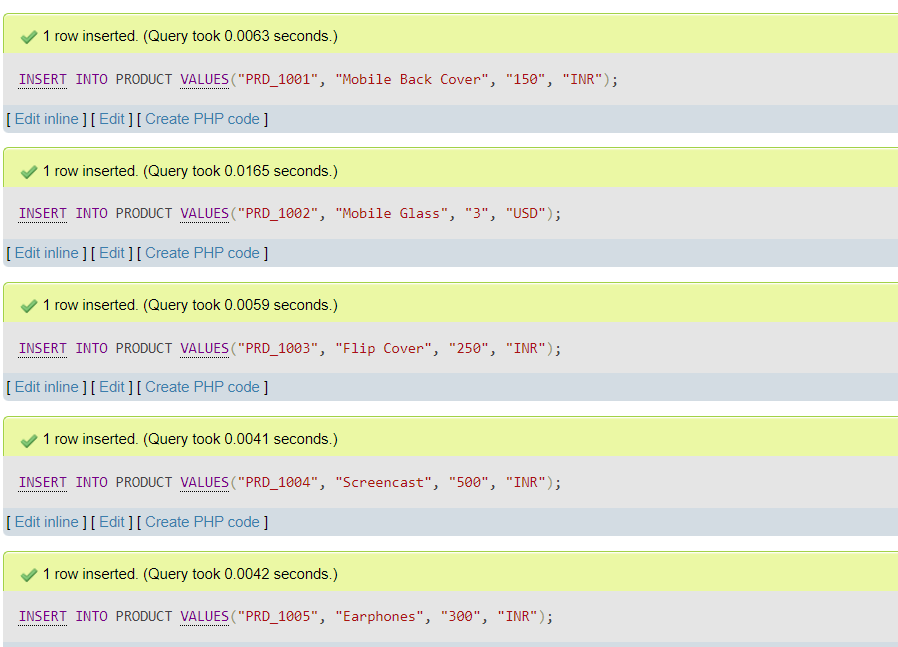 1 row inserted. (Query took 0.0063 seconds.)
INSERT INTO PRODUCT VALUES("PRD_1001", "Mobile Back Cover", "150", "INR");
[ Edit inline ] [ Edit ] [ Create PHP code ]
1 row inserted. (Query took 0.0165 seconds.)
INSERT INTO PRODUCT VALUES("PRD_1002", "Mobile Glass", "3", "USD");
[ Edit inline ] [ Edit ] [ Create PHP code ]
1 row inserted. (Query took 0.0059 seconds.)
INSERT INTO PRODUCT VALUES("PRD_1003", "Flip Cover", "250", "INR");
[ Edit inline ] [ Edit ] [ Create PHP code ]
1 row inserted. (Query took 0.0041 seconds.)
INSERT INTO PRODUCT VALUES("PRD_1004", "Screencast", "500", "INR");
[ Edit inline ] [ Edit ] [ Create PHP code ]
1 row inserted. (Query took 0.0042 seconds.)
INSERT INTO PRODUCT VALUES("PRD_1005", "Earphones", "300", "INR");